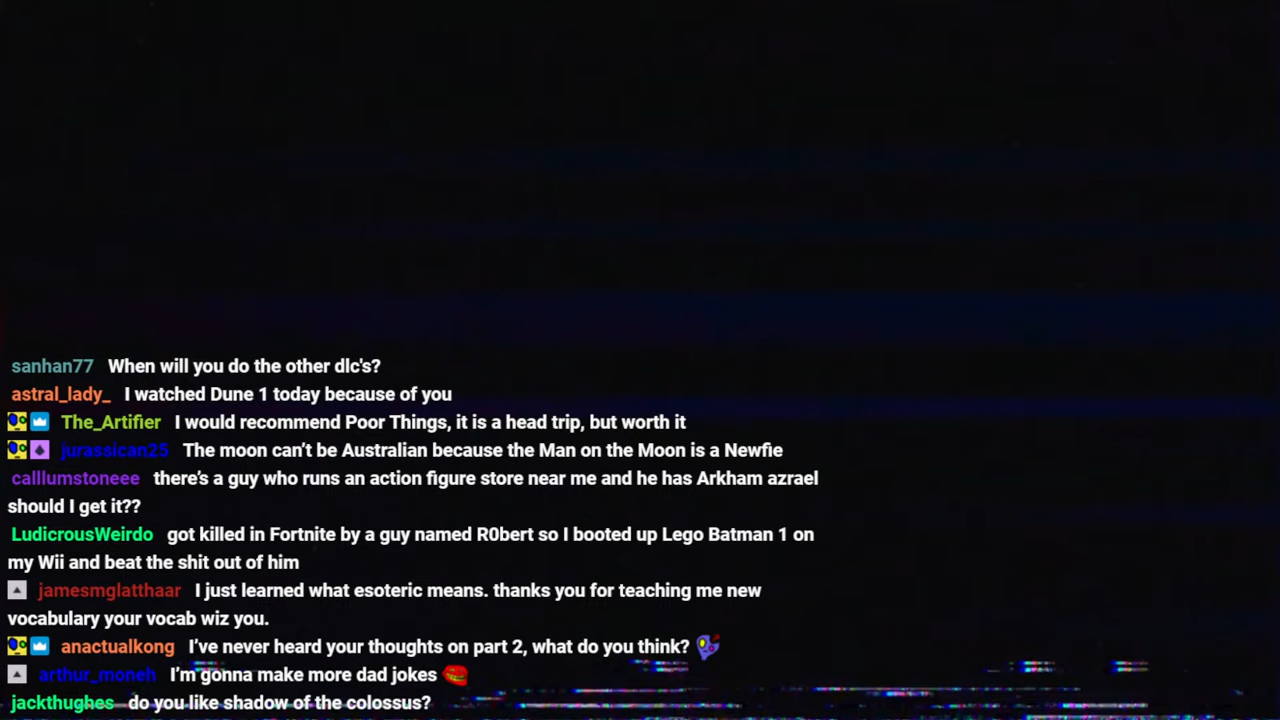 sanhan77 When will you do the other dlc's?
astral_lady_ I watched Dune 1 today because of you
The_Artifier I would recommend Poor Things, it is a head trip, but worth it
jurassican25 The moon can’t be Australian because the Man on the Moon is a Newfie
calllumstoneee there’s a guy who runs an action figure store near me and he has Arkham azrael
should I get it??
LudicrousWeirdo got killed in Fortnite by a guy named R0bert so I booted up Lego Batman 1 on
my Wii and beat the shit out of him
jamesmglatthaar I just learned what esoteric means. thanks you for teaching me new
vocabulary your vocab wiz you.
anactualkong I’ve never heard your thoughts on part 2, what do you think?
arthur_moneh I’m gonna make more dad jokes
jackthughes do you like shadow of the colossus?